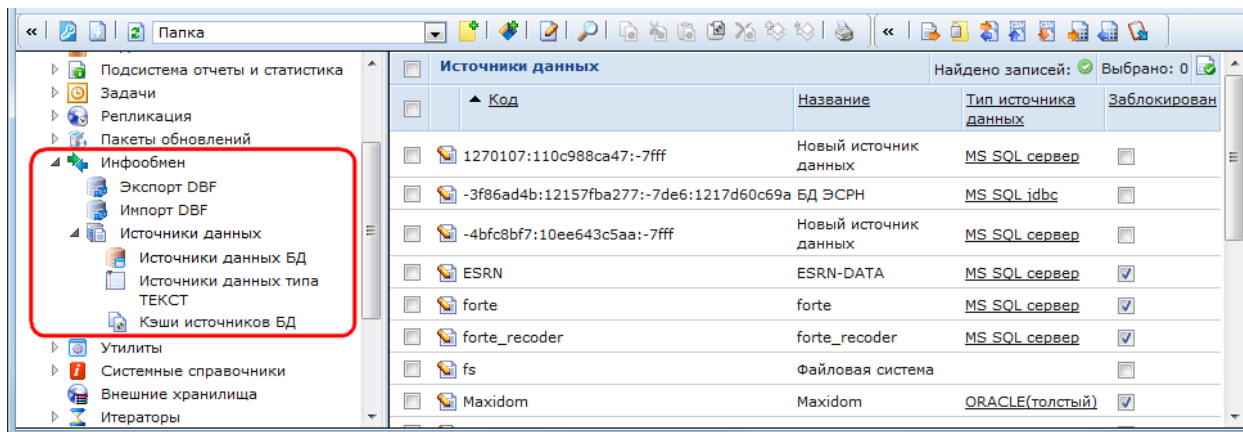 «
Папка
«
Подсистема отчеты и статистика
Задачи
Репликация
Пакеты обновлений
Инфообмен
Экспорт DBF
Импорт DBF
Источники данных
Источники данных БД
Источники данных типа
ТЕКСТ
Кэши источников БД
Утилиты
Системные справочники
Внешние хранилища
Итераторы
Источники данных
Найдено записей:
Выбрано: 0
Код
Название
Тип источника
данных
Заблокирован
1270107:110c988ca47:-7fff
Новый источник
данных
MS SQL сервер
-3f86ad4b:12157fba277:-7de6:1217d60c69a
БД ЭСРН
MS SQL jdbc
-4bfc8bf7:10ee643c5aa:-7fff
Новый источник
данных
MS SQL сервер
ESRN
ESRN-DATA
MS SQL сервер
forte
forte
MS SQL сервер
forte_recoder
forte_recoder
MS SQL сервер
fs
Файловая система
Maxidom
Maxidom
ORACLE(толстый)